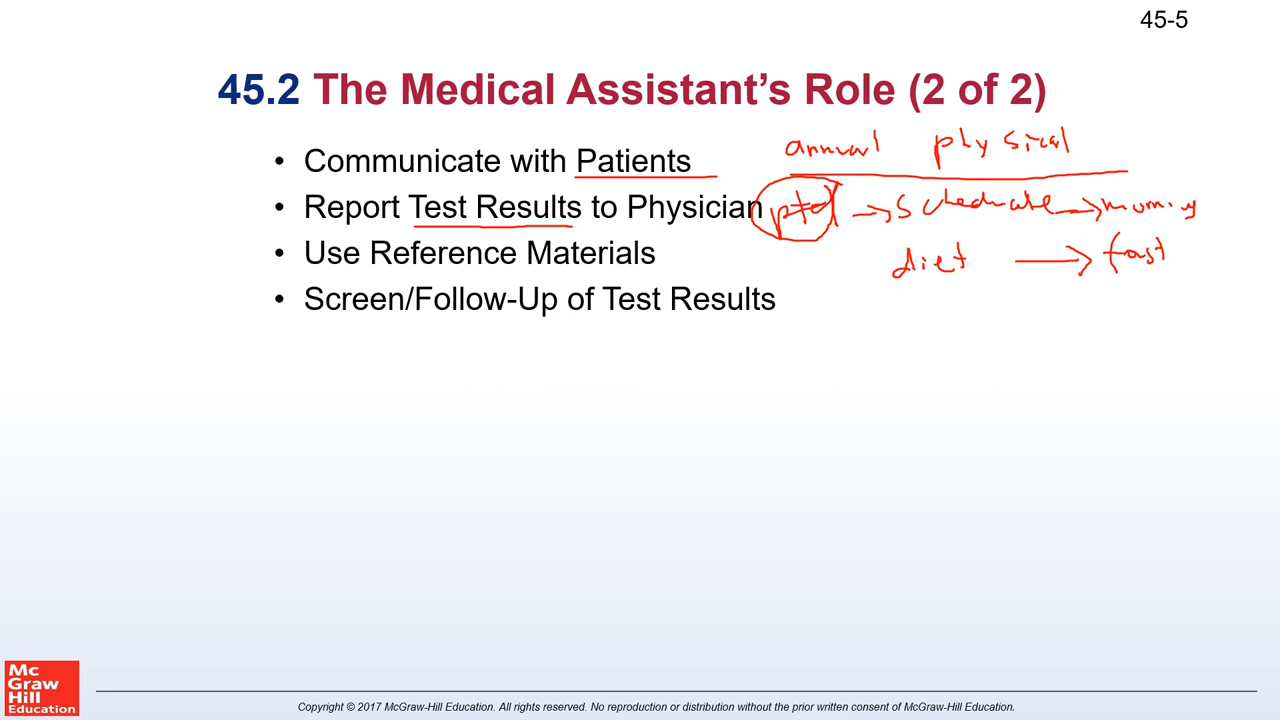 45-5
45.2 The Medical Assistant’s Role (2 of 2)
• Communicate with Patients
annual physical
• Report Test Results to Physician
→ Schedule → morning
• Use Reference Materials
diet → fast
• Screen/Follow-Up of Test Results
Mc
Graw
Hill
Education
Copyright © 2017 McGraw-Hill Education. All rights reserved. No reproduction or distribution without the prior written consent of McGraw-Hill Education.